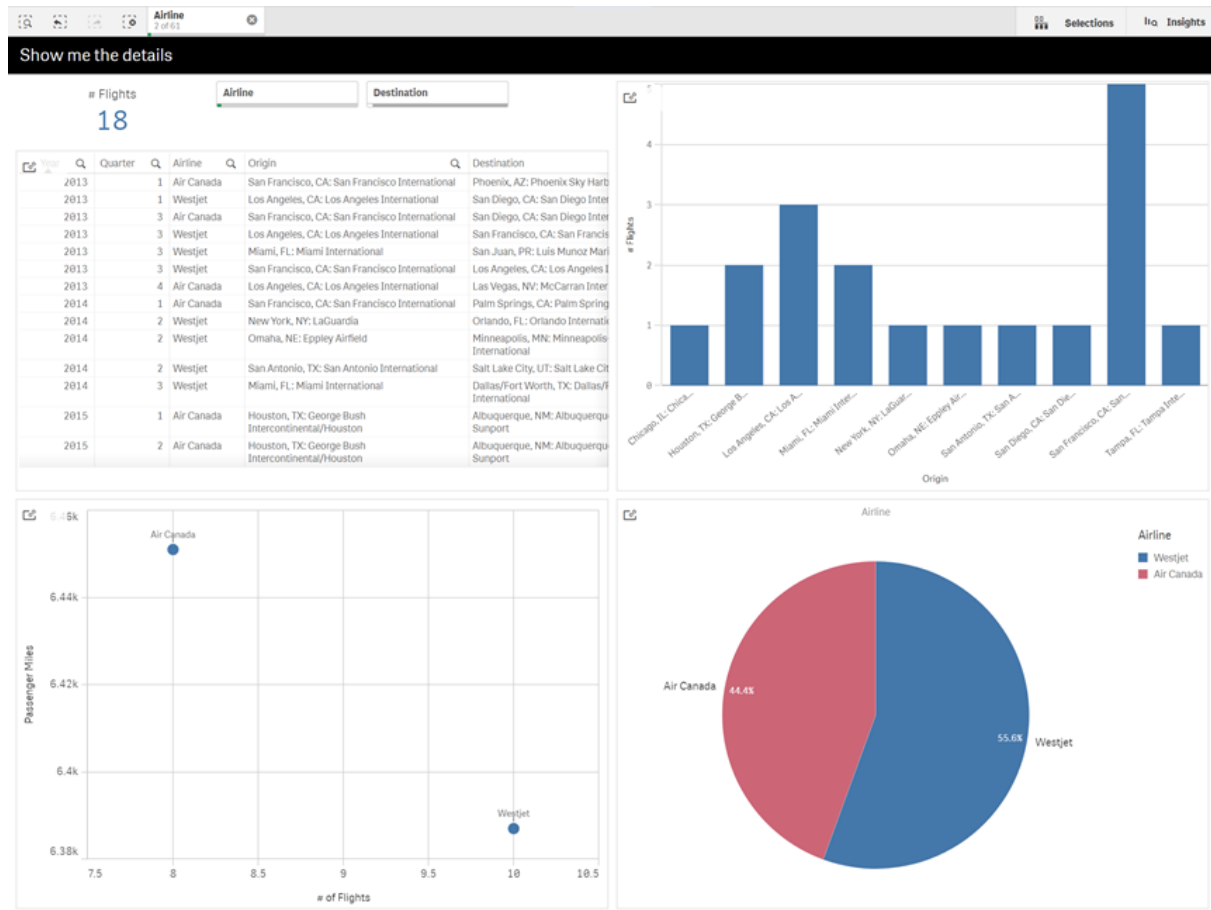 Airline
2 of 61
Selections
Insights
Show me the details
# Flights
18
Airline
Destination
Year Quarter Airline Origin Destination
2013 1 Air Canada San Francisco, CA: San Francisco International Phoenix, AZ: Phoenix Sky Harb
2013 1 Westjet Los Angeles, CA: Los Angeles International San Diego, CA: San Diego Inter
2013 3 Air Canada San Francisco, CA: San Francisco International San Diego, CA: San Diego Inter
2013 3 Westjet Los Angeles, CA: Los Angeles International San Francisco, CA: San Francis
2013 3 Westjet Miami, FL: Miami International San Juan, PR: Luis Munoz Mari
2013 3 Westjet San Francisco, CA: San Francisco International Los Angeles, CA: Los Angeles I
2013 4 Air Canada Los Angeles, CA: Los Angeles International Las Vegas, NV: McCarran Inter
2014 1 Air Canada San Francisco, CA: San Francisco International Palm Springs, CA: Palm Spring
2014 2 Westjet New York, NY: LaGuardia Orlando, FL: Orlando Internati
2014 2 Westjet Omaha, NE: Eppley Airfield Minneapolis, MN: Minneapolis-
International
2014 2 Westjet San Antonio, TX: San Antonio International Salt Lake City, UT: Salt Lake Cit
2014 3 Westjet Miami, FL: Miami International Dallas/Fort Worth, TX: Dallas/F
International
2015 1 Air Canada Houston, TX: George Bush Albuquerque, NM: Albuquerqu
Intercontinental/Houston Sunport
2015 2 Air Canada Houston, TX: George Bush Albuquerque, NM: Albuquerqu
Intercontinental/Houston Sunport
5
4
3
2
1
0
# Flights
Chicago, IL: Chica...
Houston, TX: George B...
Los Angeles, CA: Los A...
Miami, FL: Miami Inter...
New York, NY: LaGuar...
Omaha, NE: Eppley Air...
San Antonio, TX: San A...
San Diego, CA: San Die...
San Francisco, CA: San...
Tampa, FL: Tampa Inte...
Origin
6.46k
6.44k
6.42k
6.4k
6.38k
Passenger Miles
Air Canada
Westjet
7.5 8 8.5 9 9.5 10 10.5
# of Flights
Airline
Airline
Westjet
Air Canada
Air Canada 44.4%
55.6% Westjet